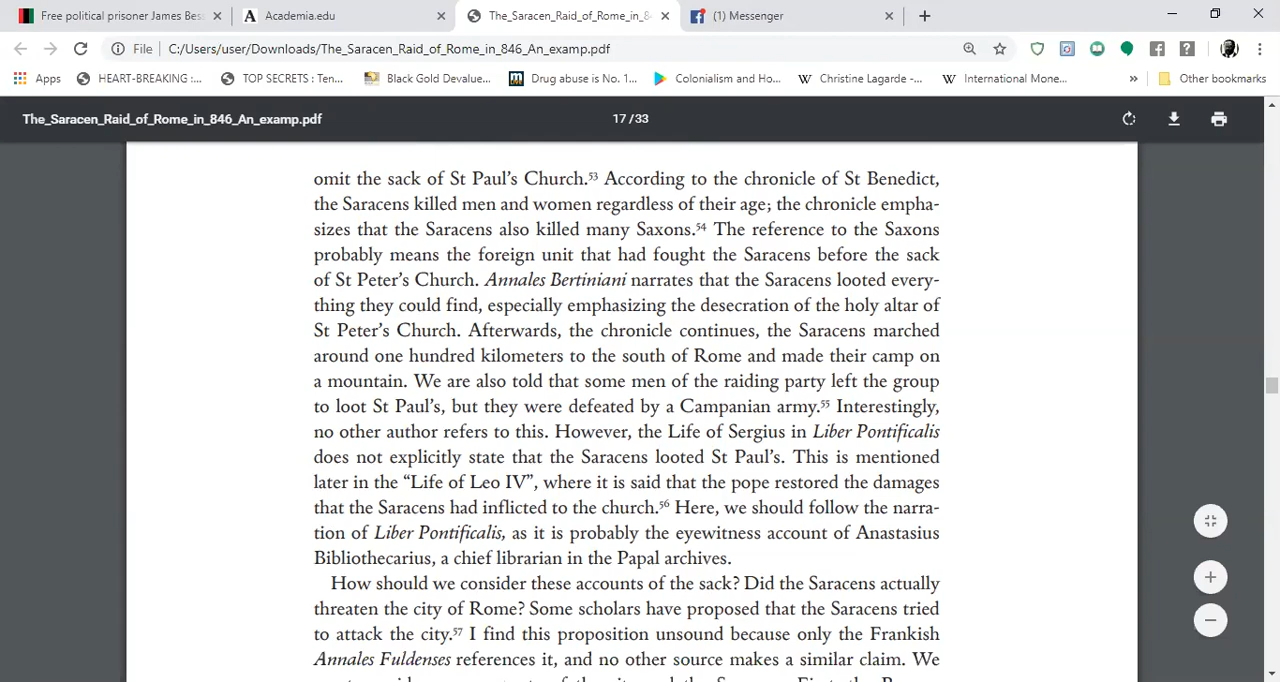 Free political prisoner James Bes
Academia.edu
The_Saracen_Raid_of_Rome_in_8
(1) Messenger
File
C:/Users/user/Downloads/The_Saracen_Raid_of_Rome_in_846_An_examp.pdf
Apps
HEART-BREAKING :...
TOP SECRETS : Ten...
Black Gold Devalue...
Drug abuse is No. 1...
Colonialism and Ho...
Christine Lagarde -...
International Mone...
Other bookmarks
The_Saracen_Raid_of_Rome_in_846_An_examp.pdf
17 / 33
omit the sack of St Paul’s Church.⁵³ According to the chronicle of St Benedict,
the Saracens killed men and women regardless of their age; the chronicle empha-
sizes that the Saracens also killed many Saxons.⁵⁴ The reference to the Saxons
probably means the foreign unit that had fought the Saracens before the sack
of St Peter’s Church. Annales Bertiniani narrates that the Saracens looted every-
thing they could find, especially emphasizing the desecration of the holy altar of
St Peter’s Church. Afterwards, the chronicle continues, the Saracens marched
around one hundred kilometers to the south of Rome and made their camp on
a mountain. We are also told that some men of the raiding party left the group
to loot St Paul’s, but they were defeated by a Campanian army.⁵⁵ Interestingly,
no other author refers to this. However, the Life of Sergius in Liber Pontificalis
does not explicitly state that the Saracens looted St Paul’s. This is mentioned
later in the “Life of Leo IV”, where it is said that the pope restored the damages
that the Saracens had inflicted to the church.⁵⁶ Here, we should follow the narra-
tion of Liber Pontificalis, as it is probably the eyewitness account of Anastasius
Bibliothecarius, a chief librarian in the Papal archives.
How should we consider these accounts of the sack? Did the Saracens actually
threaten the city of Rome? Some scholars have proposed that the Saracens tried
to attack the city.⁵⁷ I find this proposition unsound because only the Frankish
Annales Fuldenses references it, and no other source makes a similar claim. We